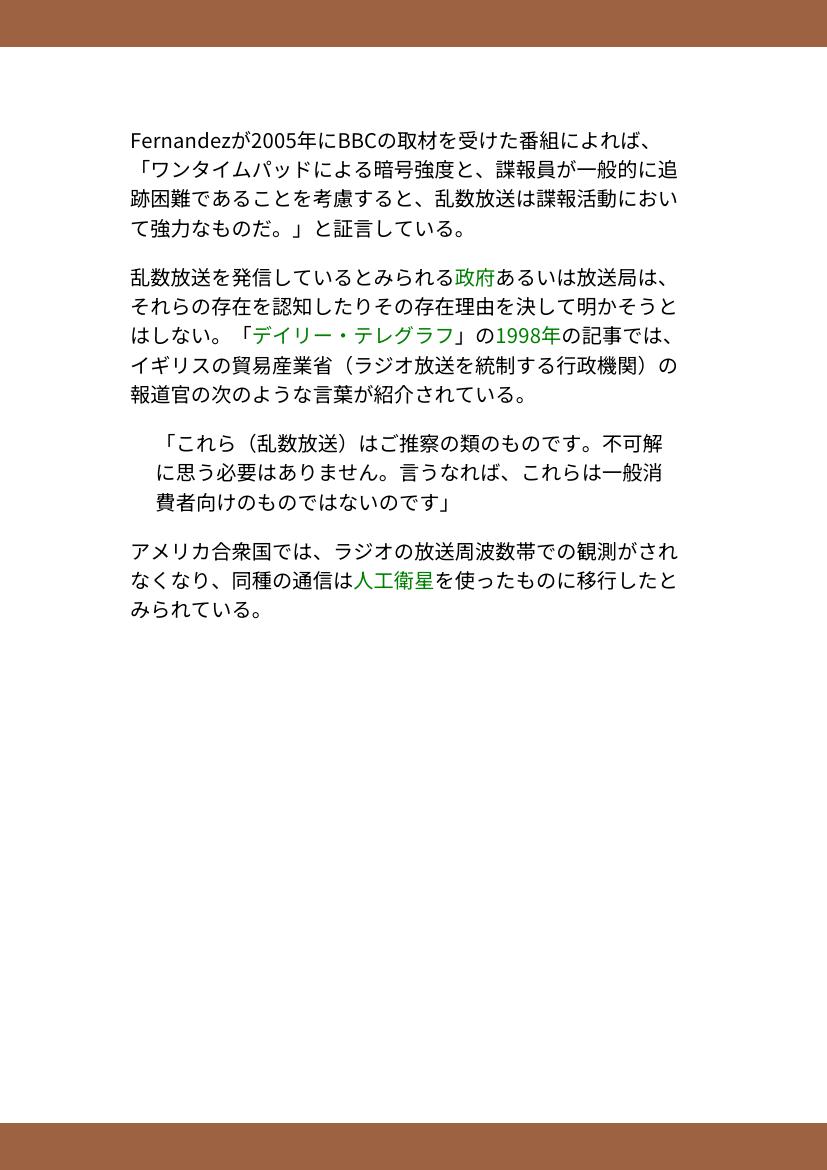 Fernandezが2005年にBBCの取材を受けた番組によれば、
「ワンタイムパッドによる暗号強度と、諜報員が一般的に追
跡困難であることを考慮すると、乱数放送は諜報活動におい
て強力なものだ。」と証言している。
乱数放送を発信しているとみられる政府あるいは放送局は、
それらの存在を認知したりその存在理由を決して明かそうと
はしない。「デイリー・テレグラフ」の1998年の記事では、
イギリスの貿易産業省（ラジオ放送を統制する行政機関）の
報道官の次のような言葉が紹介されている。
「これら（乱数放送）はご推察の類のものです。不可解
に思う必要はありません。言うなれば、これらは一般消
費者向けのものではないのです」
アメリカ合衆国では、ラジオの放送周波数帯での観測がされ
なくなり、同種の通信は人工衛星を使ったものに移行したと
みられている。